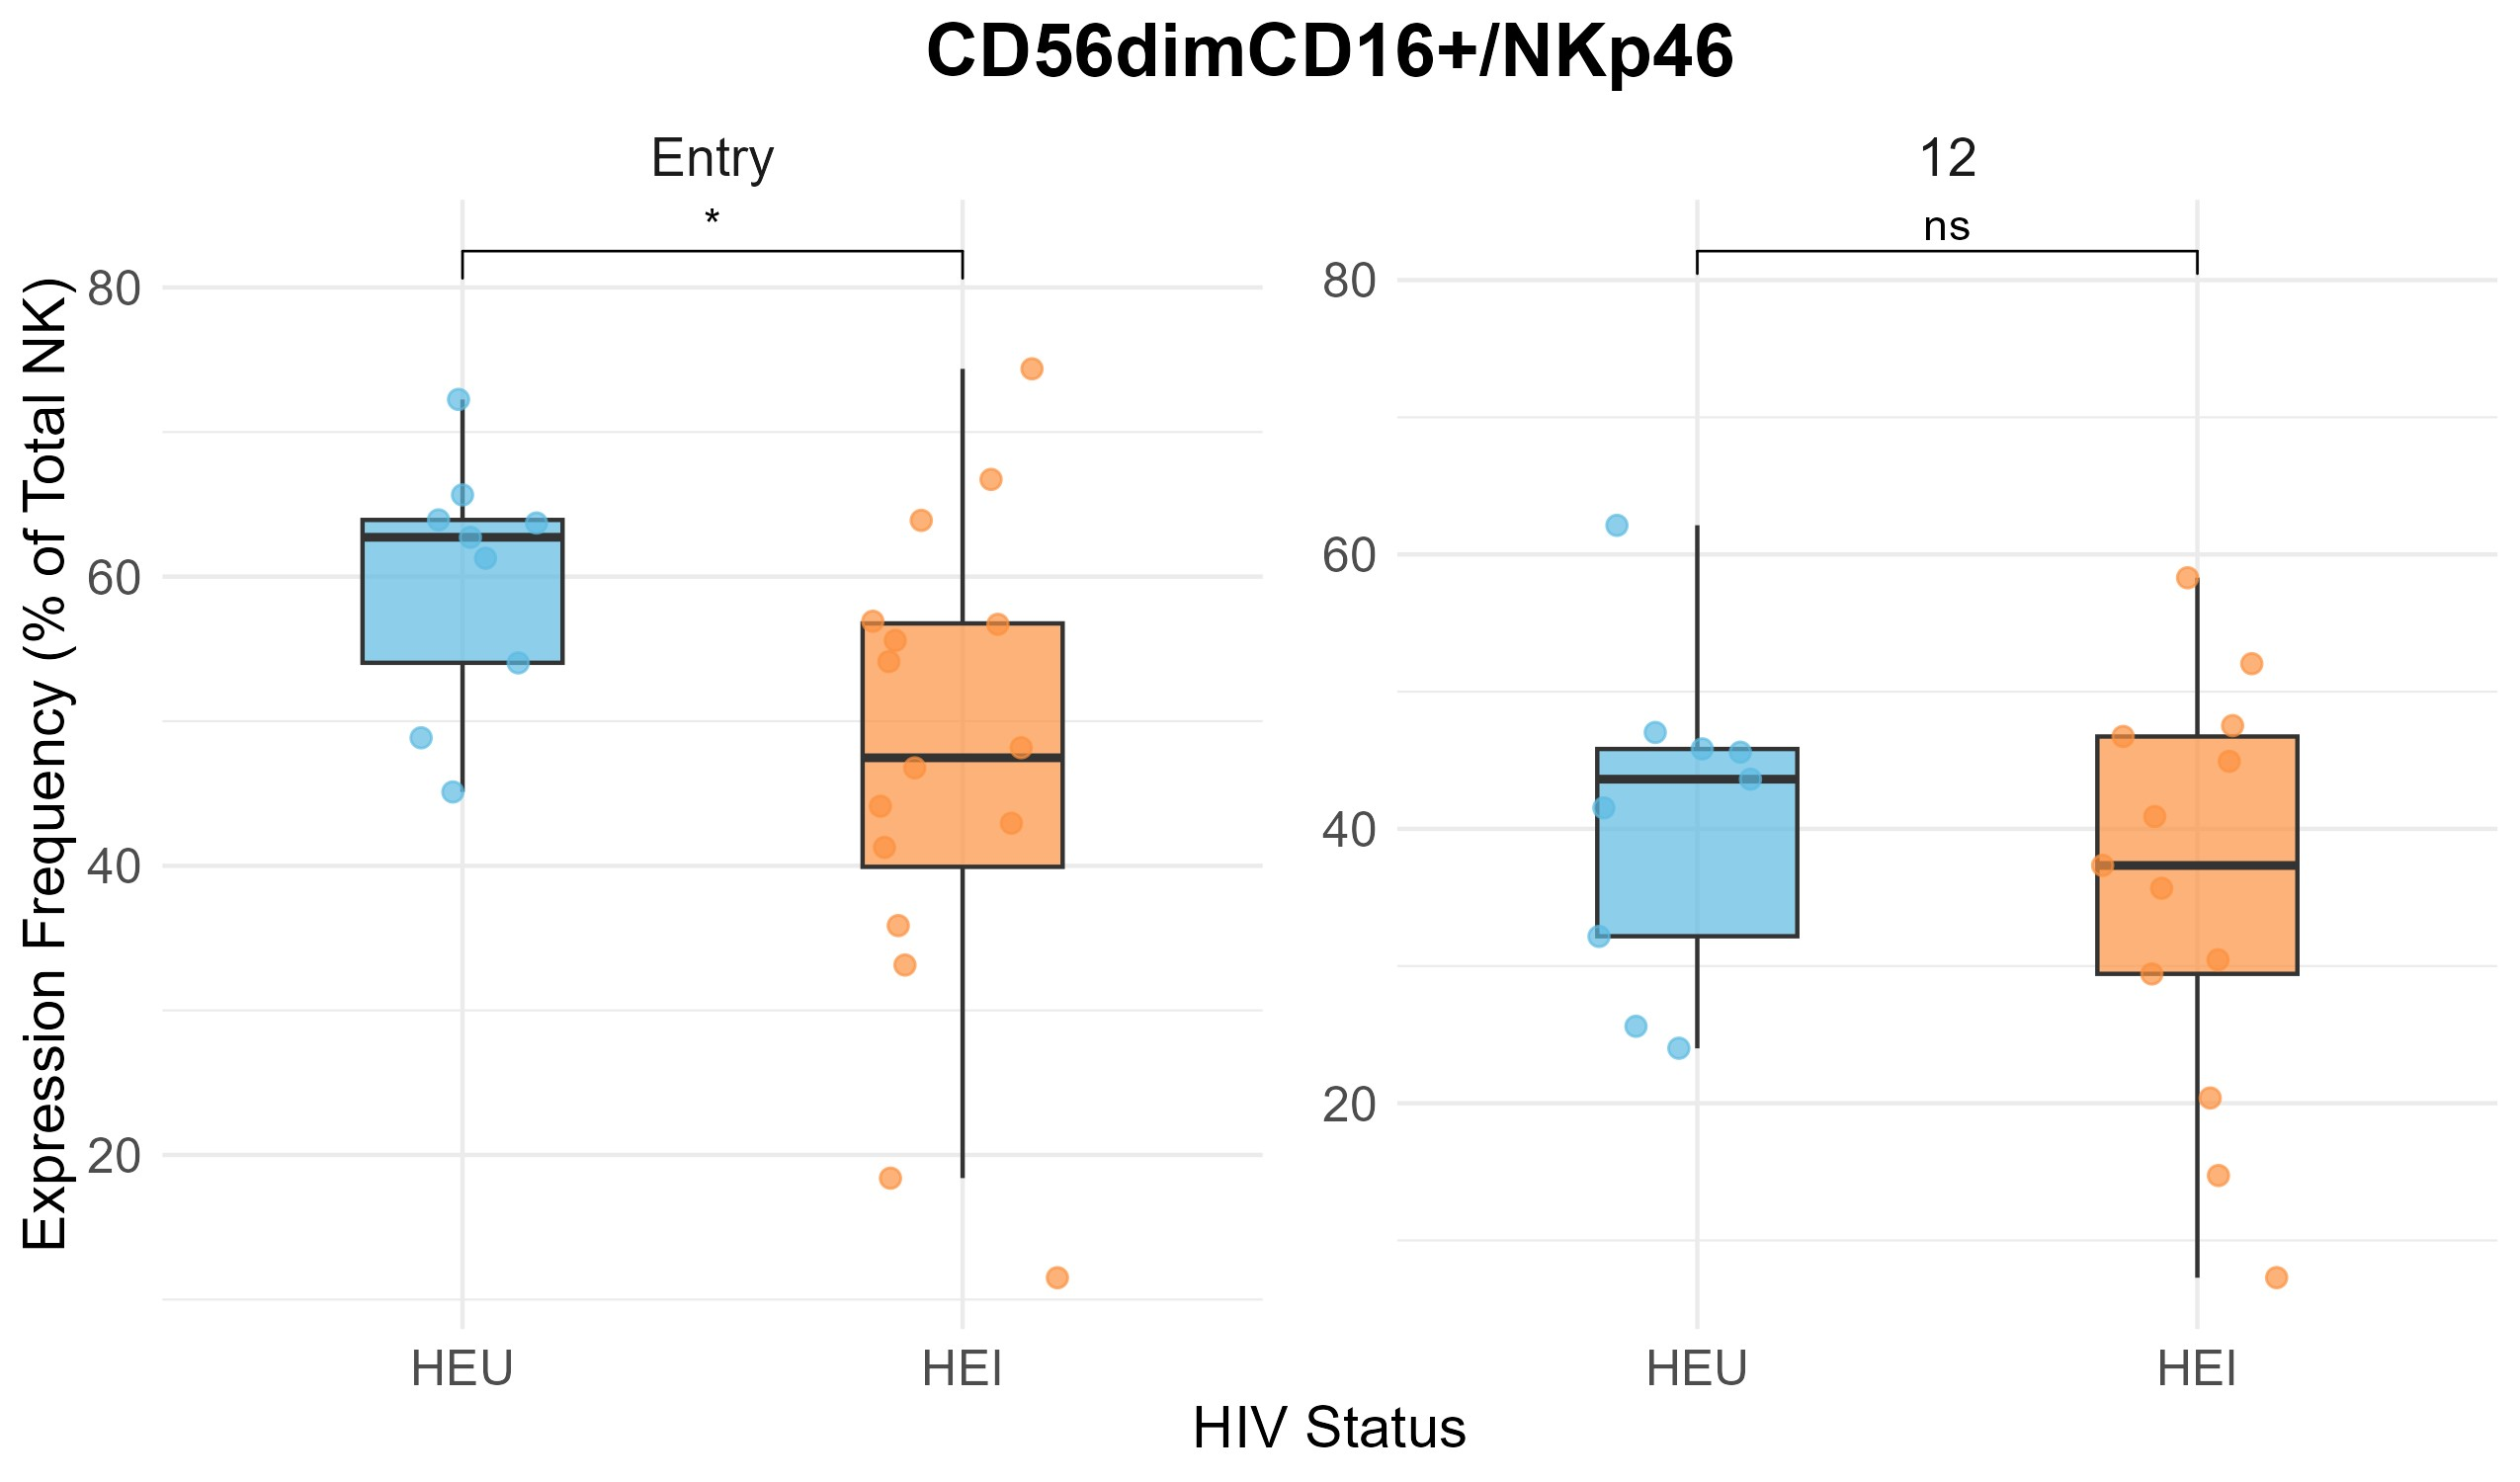 CD56dimCD16+/NKp46
Entry
12
*
ns
Expression Frequency (% of Total NK)
80
60
40
20
80
60
40
20
HEU
HEI
HEU
HEI
HIV Status